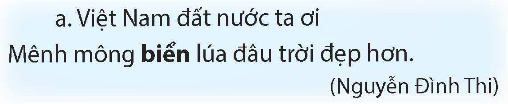 a. Việt Nam đất nước ta ơi
Mênh mông biển lúa đâu trời đẹp hơn.
(Nguyễn Đình Thi)